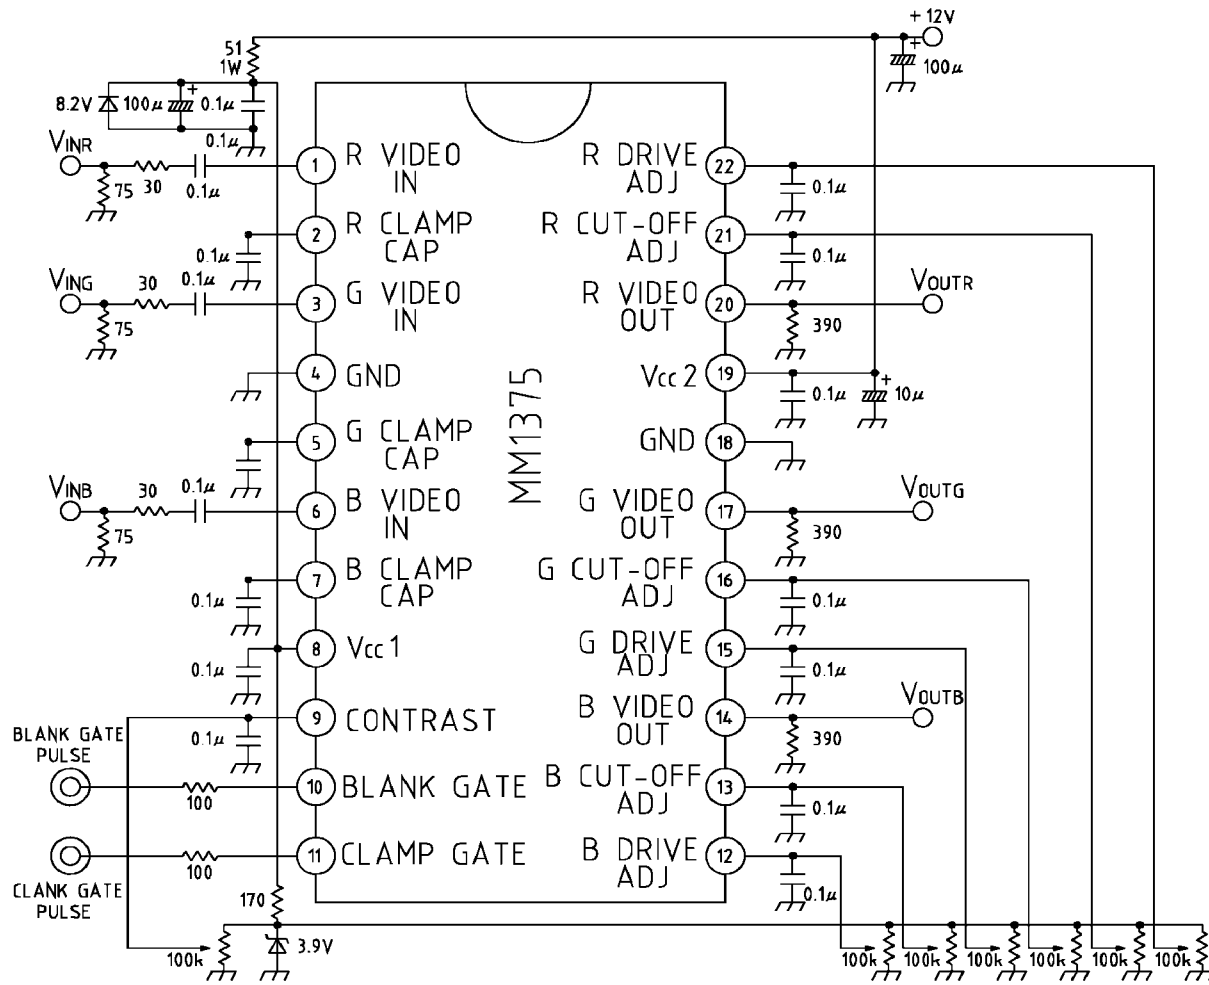 +12V
51
1W
100μ
8.2V
100μ
0.1μ
0.1μ
VINR
75
30
0.1μ
1
R VIDEO
IN
R DRIVE
ADJ
22
0.1μ
2
R CLAMP
CAP
0.1μ
R CUT-OFF
ADJ
21
0.1μ
VING
30
0.1μ
75
3
G VIDEO
IN
R VIDEO
OUT
20
VOUTR
390
4
GND
Vcc2
19
0.1μ
10μ
MM1375
5
G CLAMP
CAP
GND
18
VINB
30
0.1μ
75
6
B VIDEO
IN
G VIDEO
OUT
17
VOUTG
390
7
B CLAMP
CAP
0.1μ
G CUT-OFF
ADJ
16
0.1μ
8
Vcc1
0.1μ
G DRIVE
ADJ
15
0.1μ
9
CONTRAST
0.1μ
B VIDEO
OUT
14
VOUTB
390
BLANK GATE
PULSE
100
10
BLANK GATE
B CUT-OFF
ADJ
13
0.1μ
100
11
CLAMP GATE
B DRIVE
ADJ
12
0.1μ
CLANK GATE
PULSE
170
3.9V
100k
100k
100k
100k
100k
100k
100k